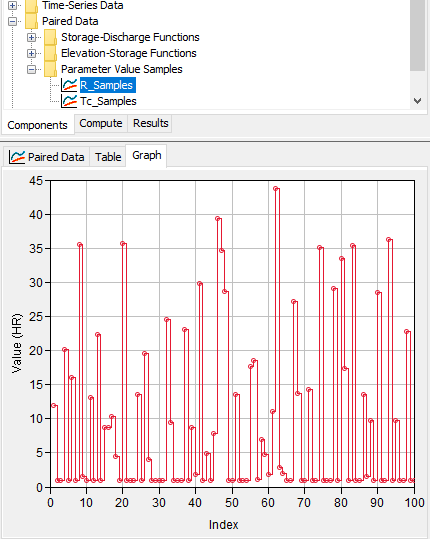 Time-Series Data
Paired Data
Storage-Discharge Functions
Elevation-Storage Functions
Parameter Value Samples
R_Samples
Tc_Samples
Components Compute Results
Paired Data Table Graph
45
40
35
30
25
20
15
10
5
0
Value (HR)
0 10 20 30 40 50 60 70 80 90 100
Index